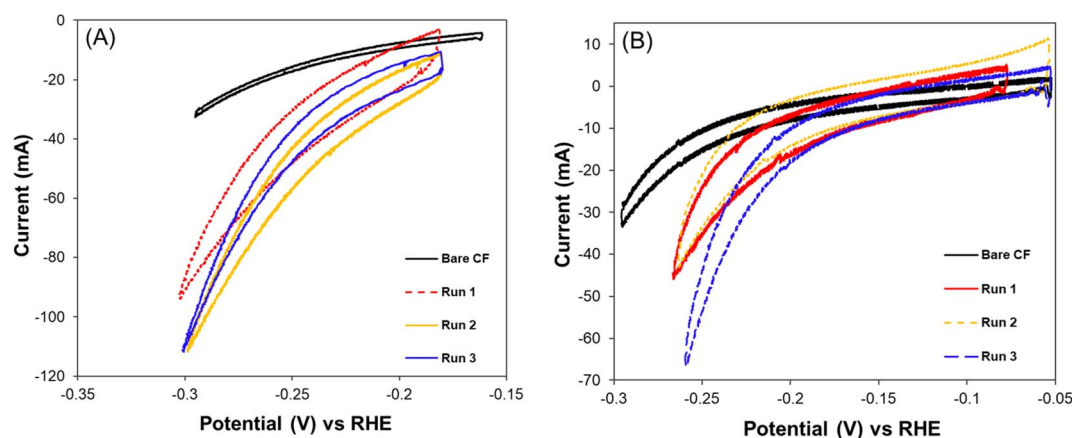 (A)
0
-20
-40
-60
-80
-100
-120
Current (mA)
-0.3
-0.25
-0.2
-0.15
Potential (V) vs RHE
Bare CF
Run 1
Run 2
Run 3
(B)
10
0
-10
-20
-30
-40
-50
-60
-70
Current (mA)
-0.3
-0.25
-0.2
-0.15
-0.1
-0.05
Potential (V) vs RHE
Bare CF
Run 1
Run 2
Run 3